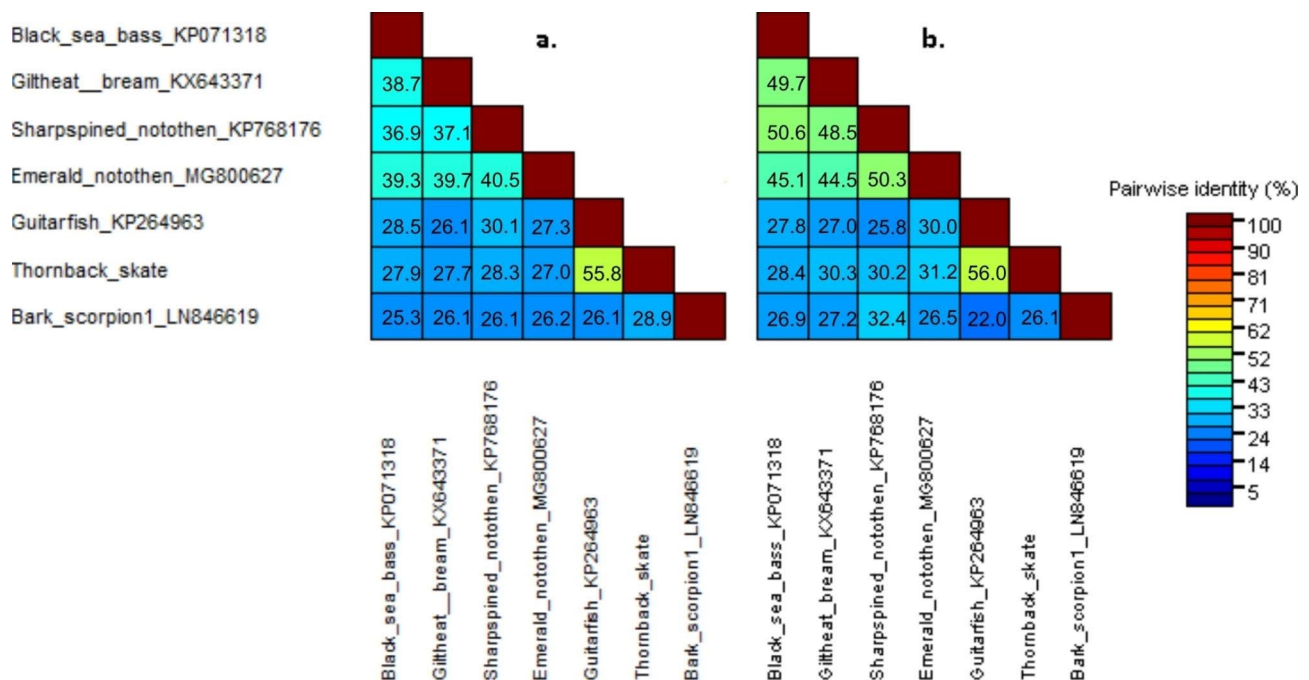 a.
b.
Black_sea_bass_KP071318
Giltheat__bream_KX643371
38.7
49.7
Sharpspined_notothen_KP768176
36.9 37.1
50.6 48.5
Emerald_notothen_MG800627
39.3 39.7 40.5
45.1 44.5 50.3
Guitarfish_KP264963
28.5 26.1 30.1 27.3
27.8 27.0 25.8 30.0
Thornback_skate
27.9 27.7 28.3 27.0 55.8
28.4 30.3 30.2 31.2 56.0
Bark_scorpion1_LN846619
25.3 26.1 26.1 26.2 26.1 28.9
26.9 27.2 32.4 26.5 22.0 26.1
Pairwise identity (%)
100
90
81
71
62
52
43
33
24
14
5
Black_sea_bass_KP071318
Giltheat__bream_KX643371
Sharpspined_notothen_KP768176
Emerald_notothen_MG800627
Guitarfish_KP264963
Thornback_skate
Bark_scorpion1_LN846619
Black_sea_bass_KP071318
Giltheat_bream_KX643371
Sharpspined_notothen_KP768176
Emerald_notothen_MG800627
Guitarfish_KP264963
Thornback_skate
Bark_scorpion1_LN846619